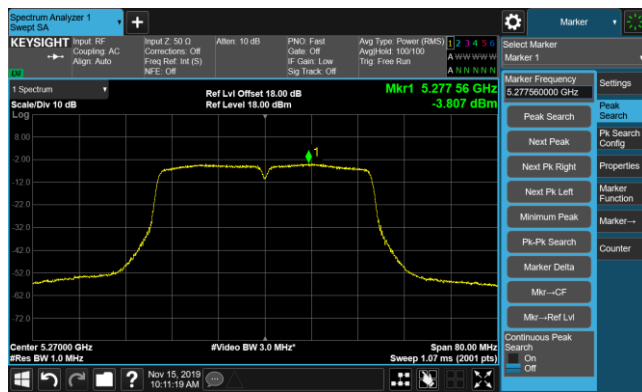 Spectrum Analyzer 1
Swept SA
Marker
KEYSIGHT
Input: RF
Coupling: AC
Align: Auto
Input Z: 50 Ω
Corrections: Off
Freq Ref: Int (S)
NFE: Off
Atten: 10 dB
PNO: Fast
Gate: Off
IF Gain: Low
Sig Track: Off
Avg Type: Power (RMS)
Avg|Hold: 100/100
Trig: Free Run
1 2 3 4 5 6
A W W W W W
A N N N N N
Select Marker
Marker 1
1 Spectrum
Scale/Div 10 dB
Log
Ref Lvl Offset 18.00 dB
Ref Level 18.00 dBm
Mkr1 5.277 56 GHz
-3.807 dBm
8.00
-2.00
-12.0
-22.0
-32.0
-42.0
-52.0
-62.0
-72.0
1
Center 5.27000 GHz
#Res BW 1.0 MHz
#Video BW 3.0 MHz*
Span 80.00 MHz
Sweep 1.07 ms (2001 pts)
Marker Frequency
5.277560000 GHz
Peak Search
Next Peak
Next Pk Right
Next Pk Left
Minimum Peak
Pk-Pk Search
Marker Delta
Mkr→CF
Mkr→Ref Lvl
Continuous Peak
Search
On
Off
Settings
Peak
Search
Pk Search
Config
Properties
Marker
Function
Marker→
Counter
Nov 15, 2019
10:11:19 AM